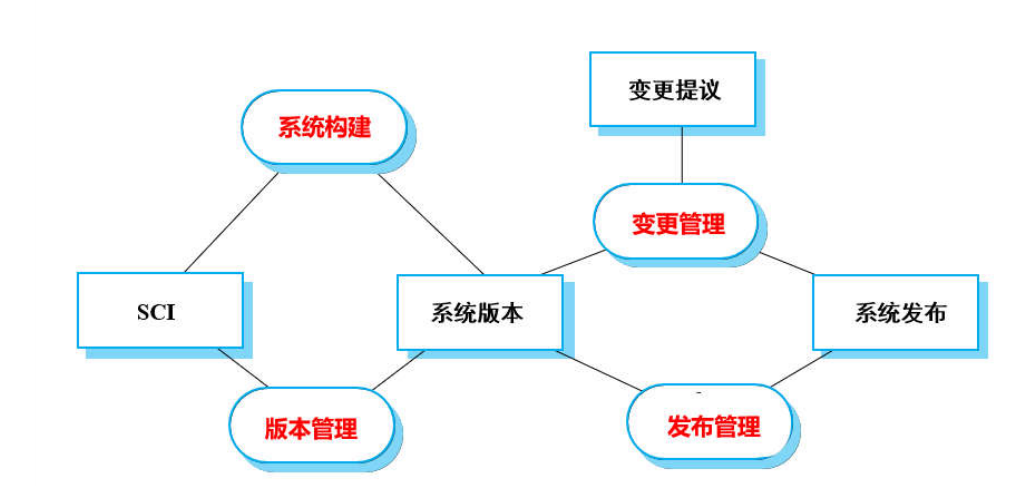 变更提议
系统构建
变更管理
SCI
系统版本
系统发布
版本管理
发布管理